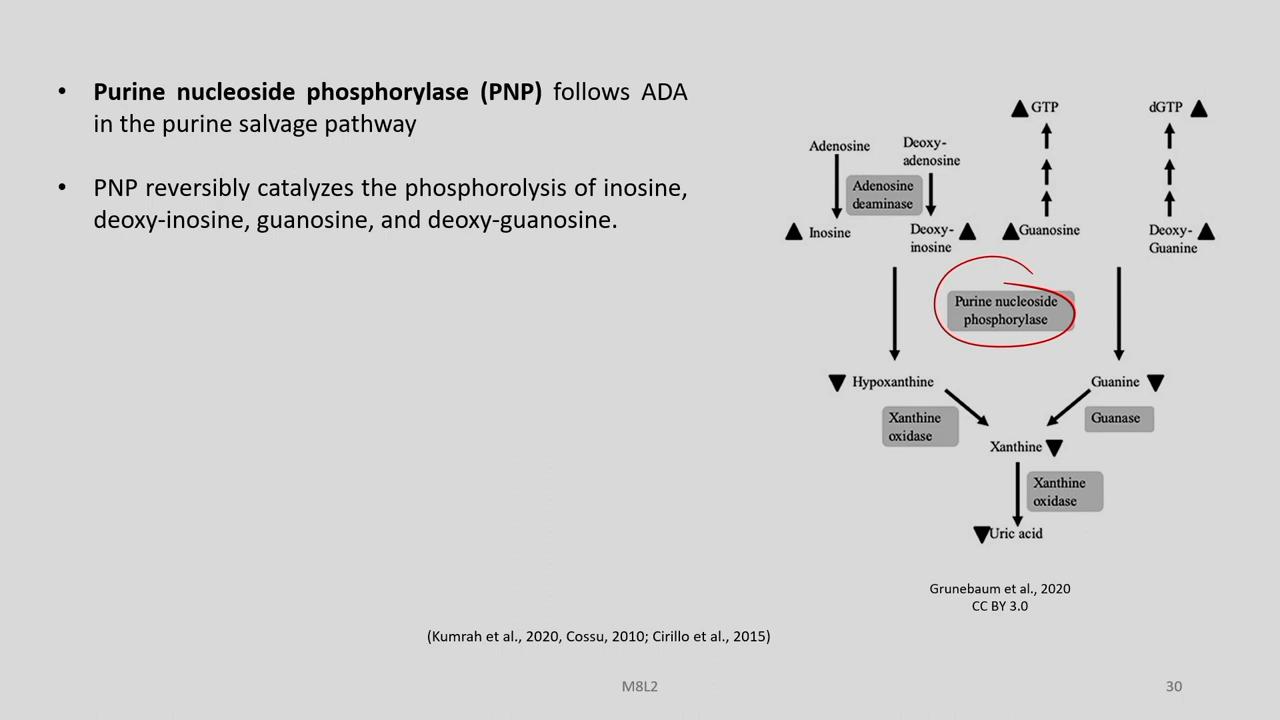 • Purine nucleoside phosphorylase (PNP) follows ADA
in the purine salvage pathway
• PNP reversibly catalyzes the phosphorolysis of inosine,
deoxy-inosine, guanosine, and deoxy-guanosine.
GTP
dGTP
Adenosine
Deoxy-
adenosine
Adenosine
deaminase
Inosine
Deoxy-
inosine
Guanosine
Deoxy-
Guanine
Purine nucleoside
phosphorylase
Hypoxanthine
Guanine
Xanthine
oxidase
Guanase
Xanthine
Xanthine
oxidase
Uric acid
Grunebaum et al., 2020
CC BY 3.0
(Kumrah et al., 2020, Cossu, 2010; Cirillo et al., 2015)
M8L2
30